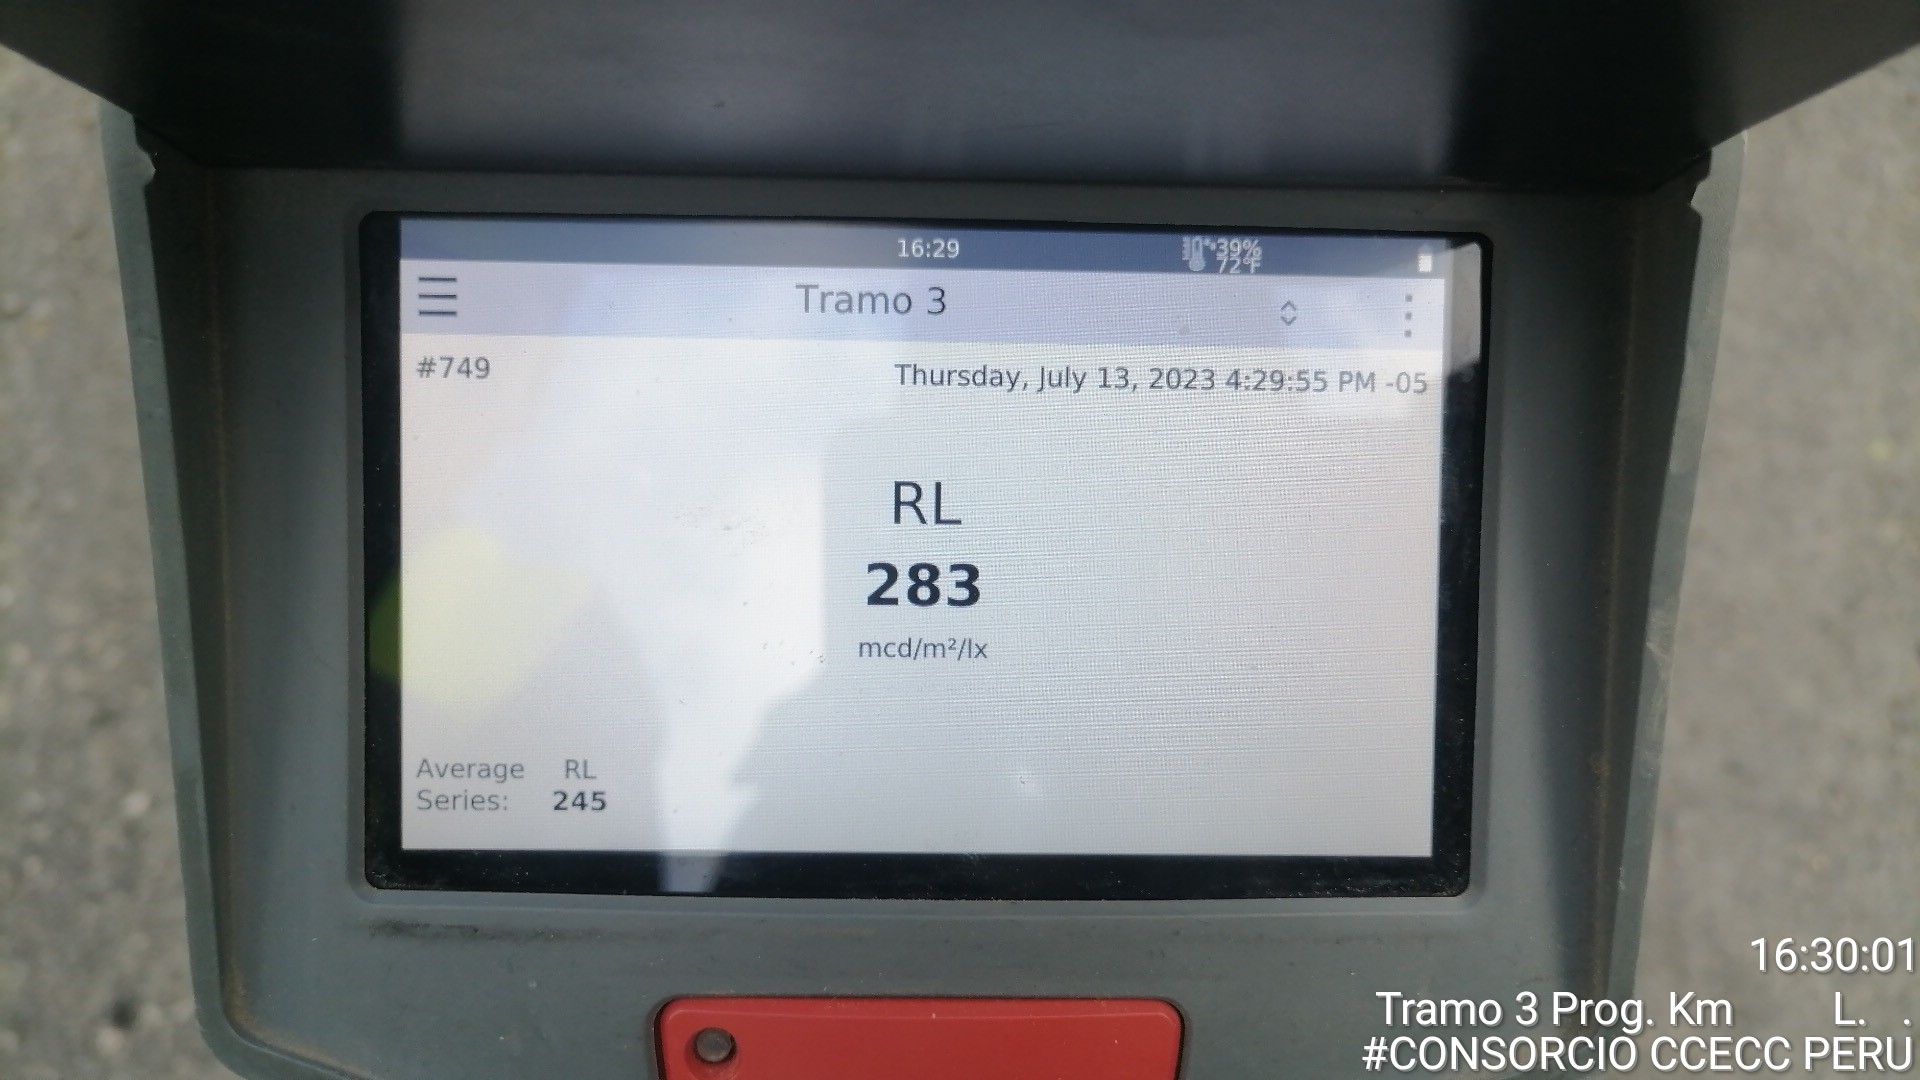 16:29
39%
72°F
Tramo 3
#749
Thursday, July 13, 2023 4:29:55 PM -05
RL
283
mcd/m²/lx
Average RL
Series: 245
16:30:01
Tramo 3 Prog. Km L. .
#CONSORCIO CCECC PERU